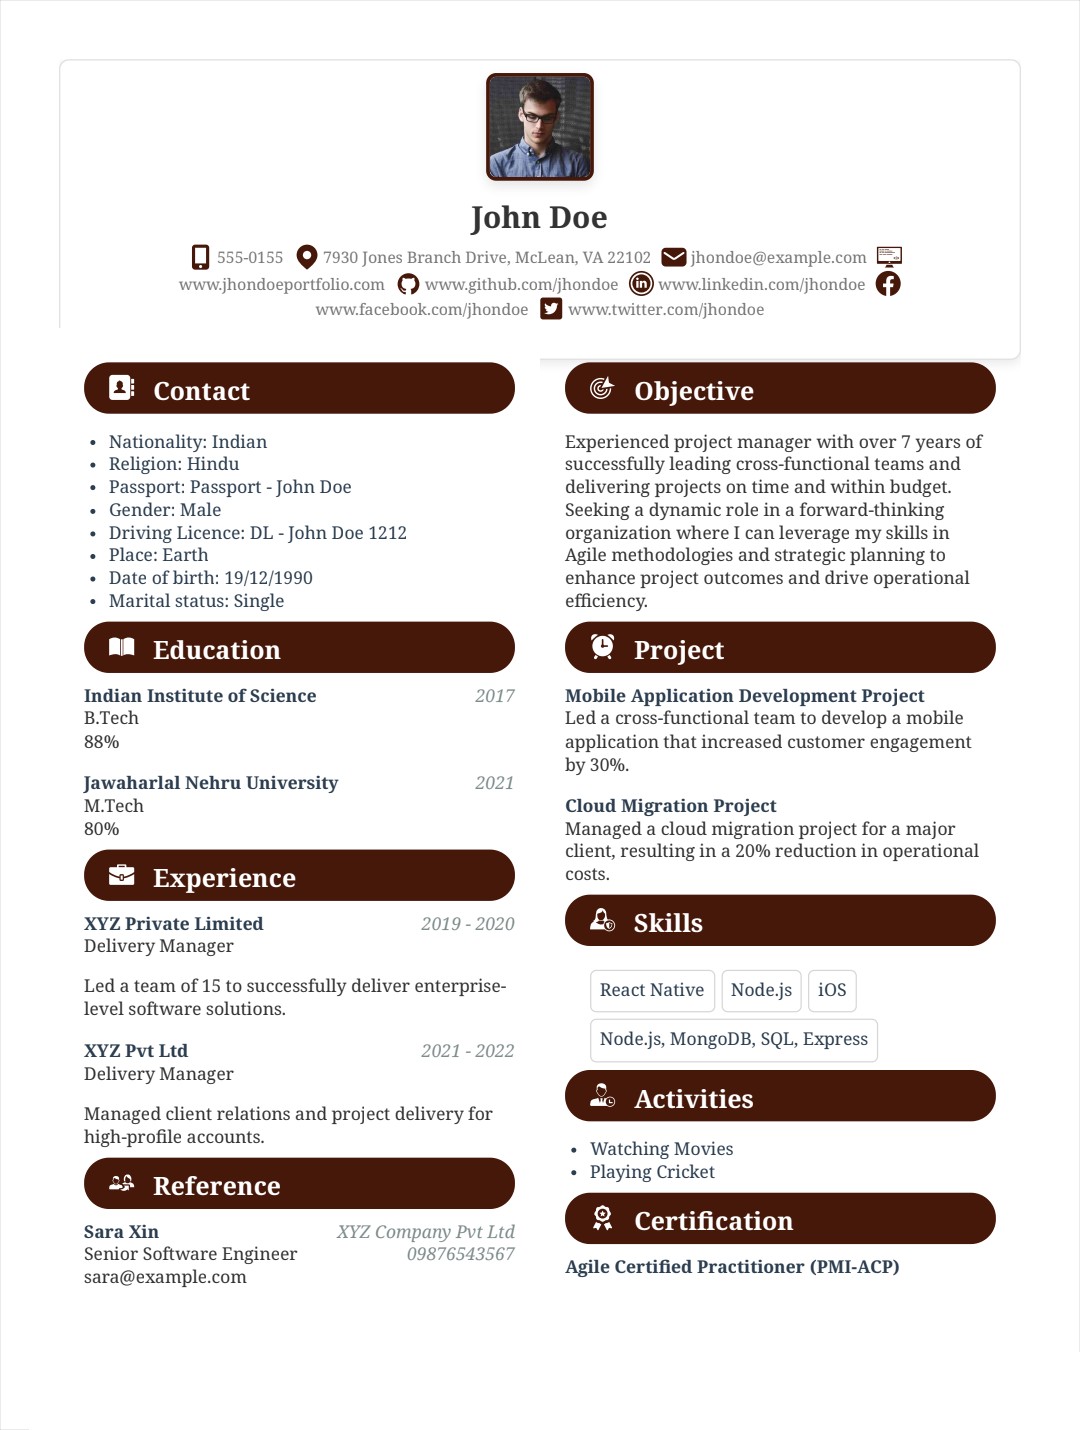 John Doe
555-0155 7930 Jones Branch Drive, McLean, VA 22102 jhondoe@example.com
www.jhondoeportfolio.com www.github.com/jhondoe www.linkedin.com/jhondoe
www.facebook.com/jhondoe www.twitter.com/jhondoe
Contact
• Nationality: Indian
• Religion: Hindu
• Passport: Passport - John Doe
• Gender: Male
• Driving Licence: DL - John Doe 1212
• Place: Earth
• Date of birth: 19/12/1990
• Marital status: Single
Education
Indian Institute of Science 2017
B.Tech
88%
Jawaharlal Nehru University 2021
M.Tech
80%
Experience
XYZ Private Limited 2019 - 2020
Delivery Manager
Led a team of 15 to successfully deliver enterprise-
level software solutions.
XYZ Pvt Ltd 2021 - 2022
Delivery Manager
Managed client relations and project delivery for
high-profile accounts.
Reference
Sara Xin XYZ Company Pvt Ltd
Senior Software Engineer 09876543567
sara@example.com
Objective
Experienced project manager with over 7 years of
successfully leading cross-functional teams and
delivering projects on time and within budget.
Seeking a dynamic role in a forward-thinking
organization where I can leverage my skills in
Agile methodologies and strategic planning to
enhance project outcomes and drive operational
efficiency.
Project
Mobile Application Development Project
Led a cross-functional team to develop a mobile
application that increased customer engagement
by 30%.
Cloud Migration Project
Managed a cloud migration project for a major
client, resulting in a 20% reduction in operational
costs.
Skills
React Native Node.js iOS
Node.js, MongoDB, SQL, Express
Activities
• Watching Movies
• Playing Cricket
Certification
Agile Certified Practitioner (PMI-ACP)